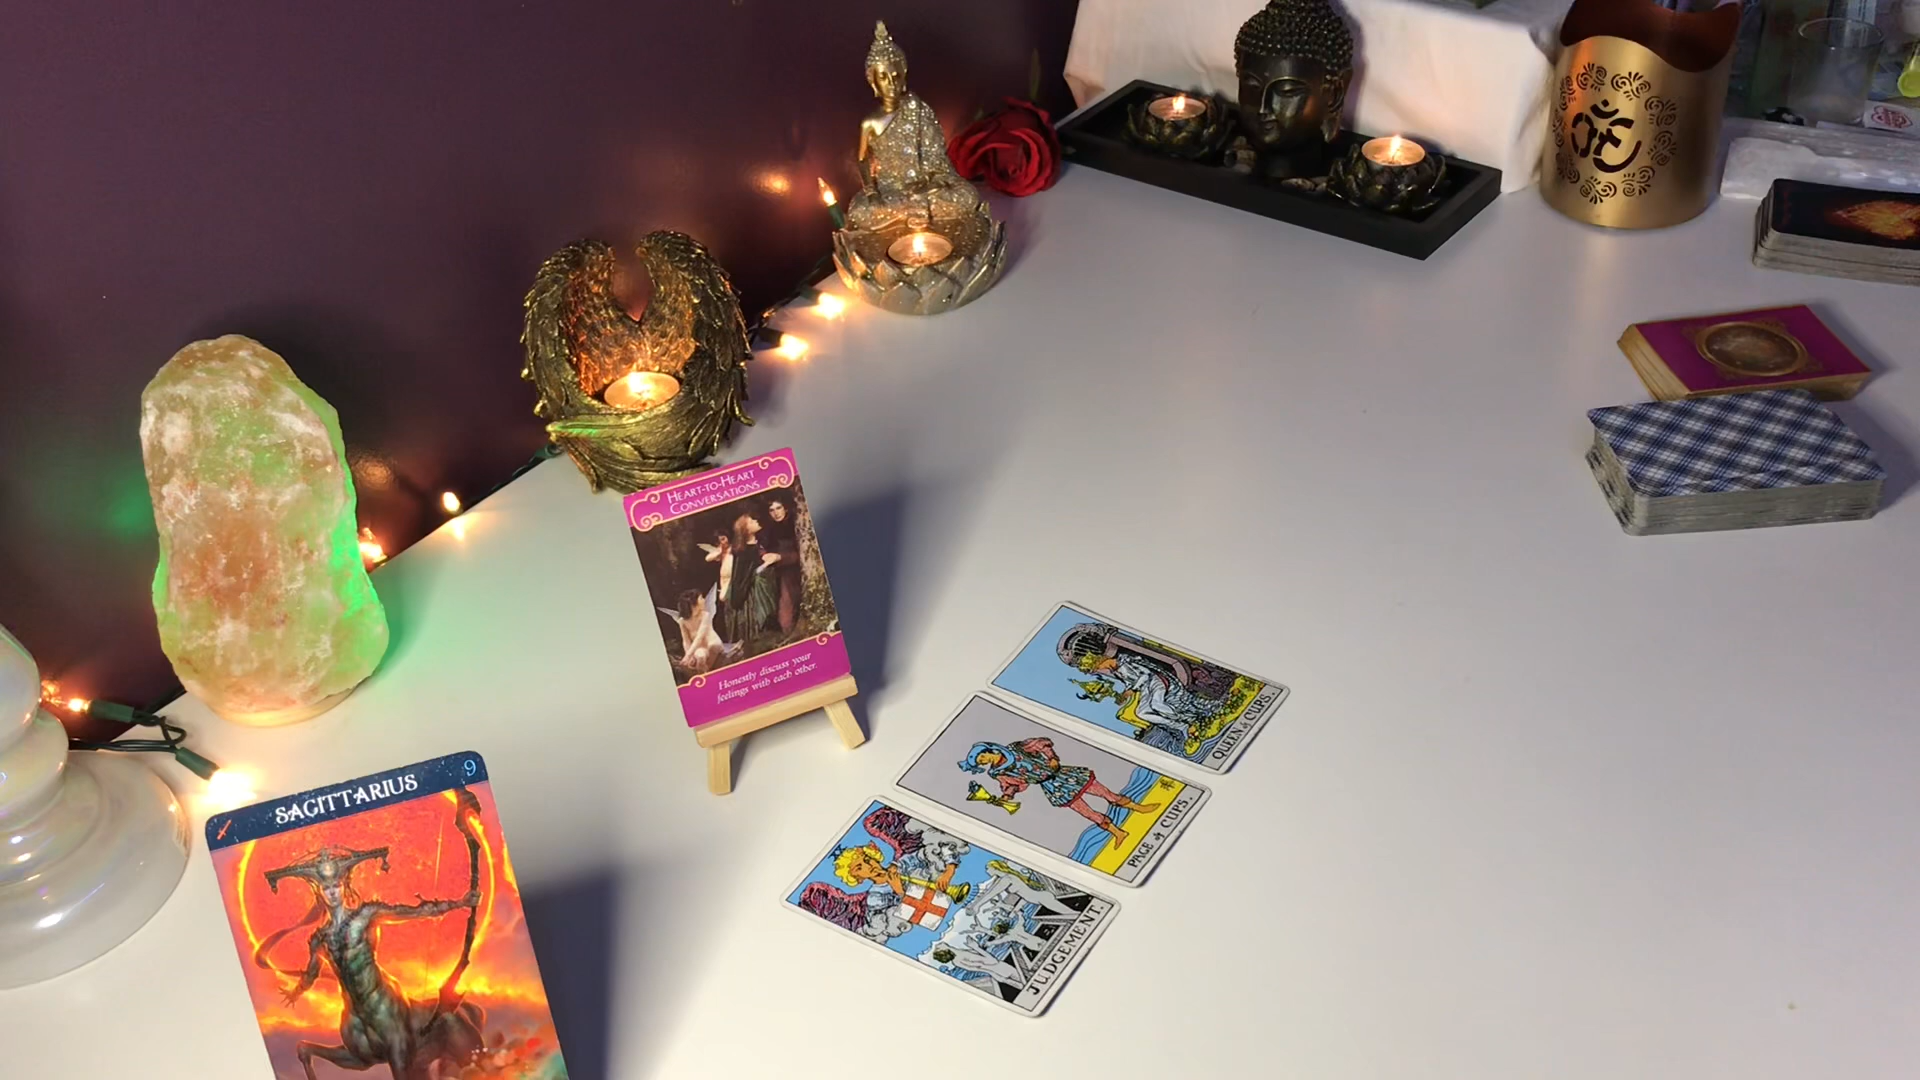 HEART-TO-HEART
CONVERSATIONS
Honestly discuss your
feelings with each other.
SAGITTARIUS 9
QUEEN of CUPS.
PAGE of CUPS.
XX
JUDGEMENT.